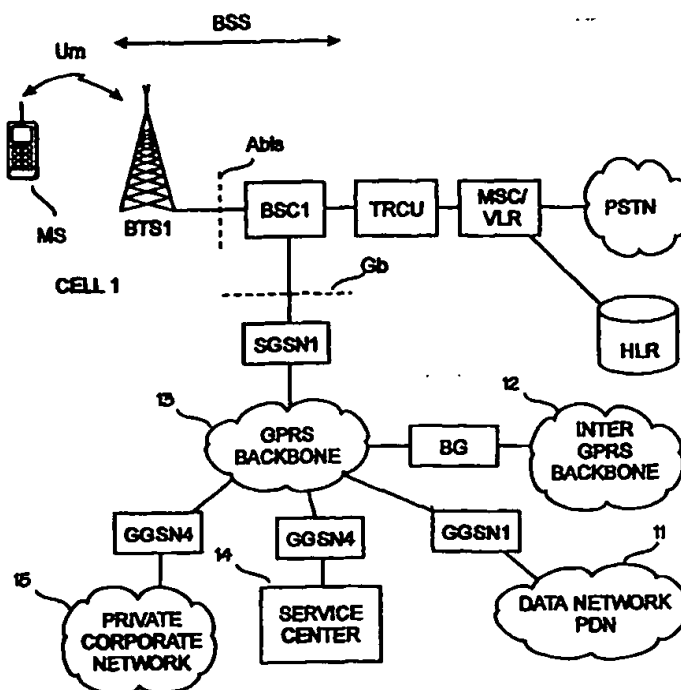 BSS
Um
Abis
MS
BTS1
BSC1
TRCU
MSC/
VLR
PSTN
CELL 1
Gb
HLR
SGSN1
13
GPRS
BACKBONE
BG
12
INTER
GPRS
BACKBONE
GGSN4
14
GGSN4
GGSN1
11
15
PRIVATE
CORPORATE
NETWORK
SERVICE
CENTER
DATA NETWORK
PDN